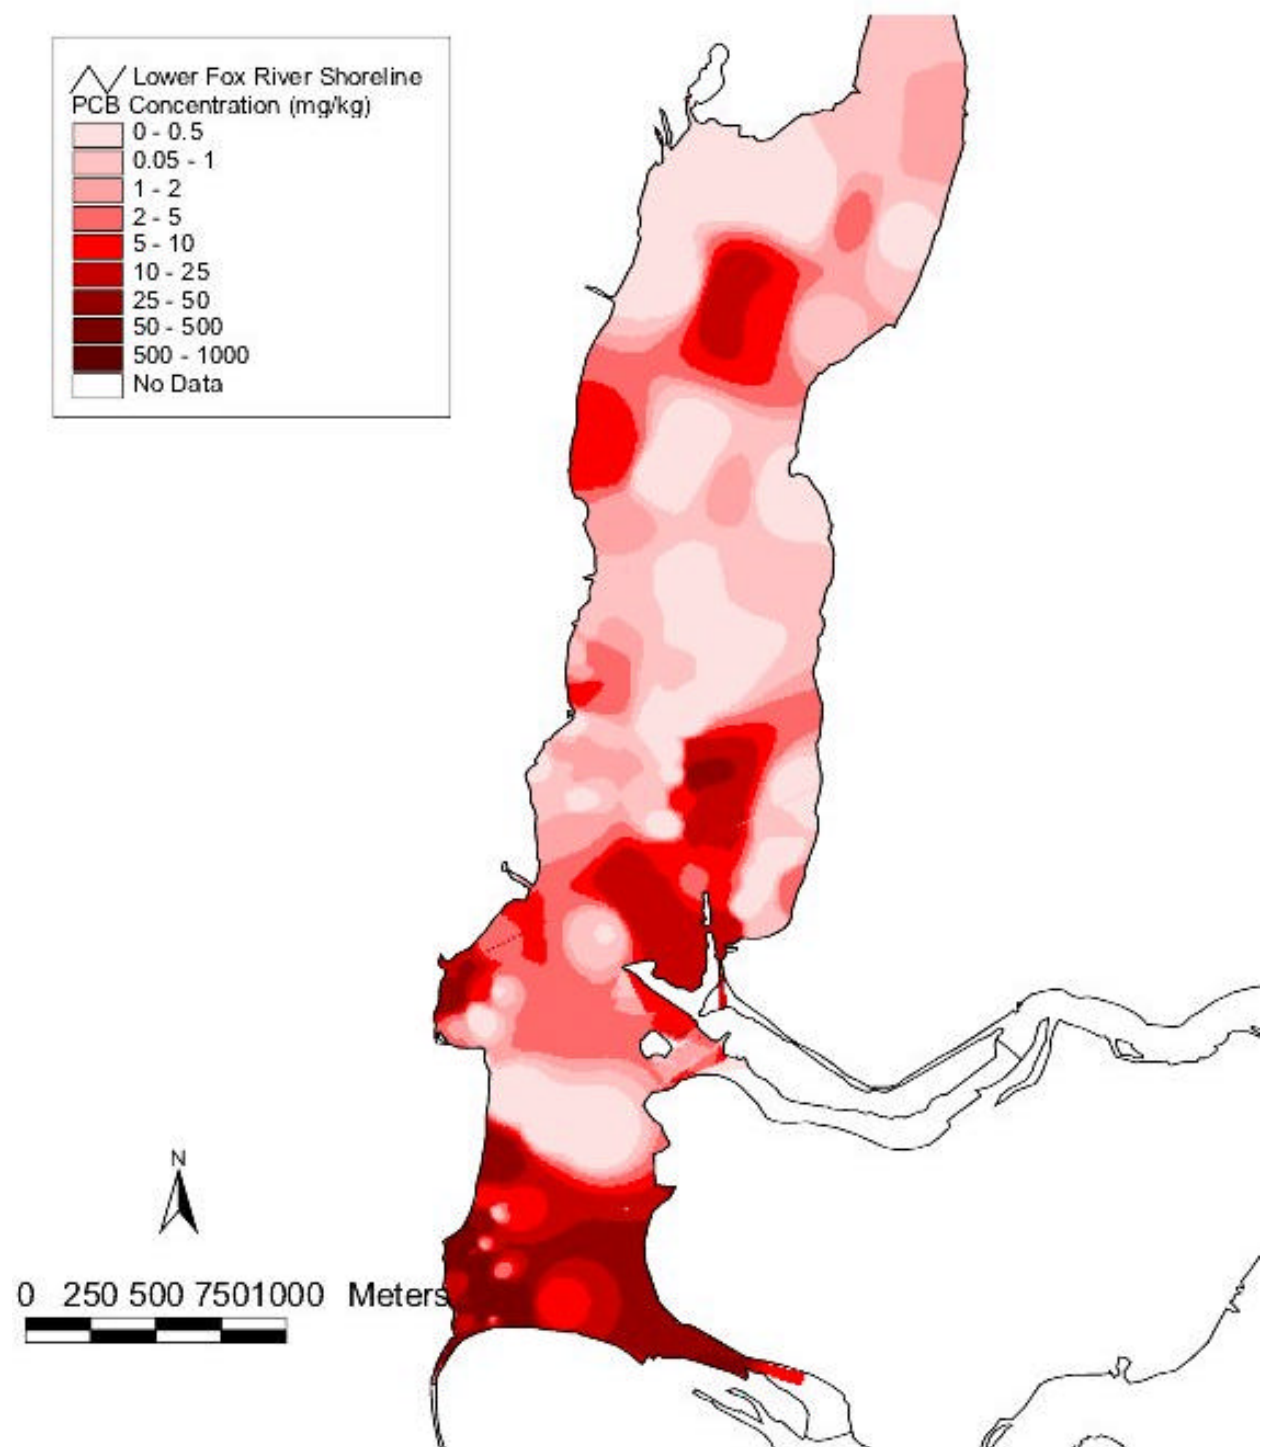 Lower Fox River Shoreline
PCB Concentration (mg/kg)
0 - 0.5
0.05 - 1
1 - 2
2 - 5
5 - 10
10 - 25
25 - 50
50 - 500
500 - 1000
No Data
N
0 250 500 7501000 Meters